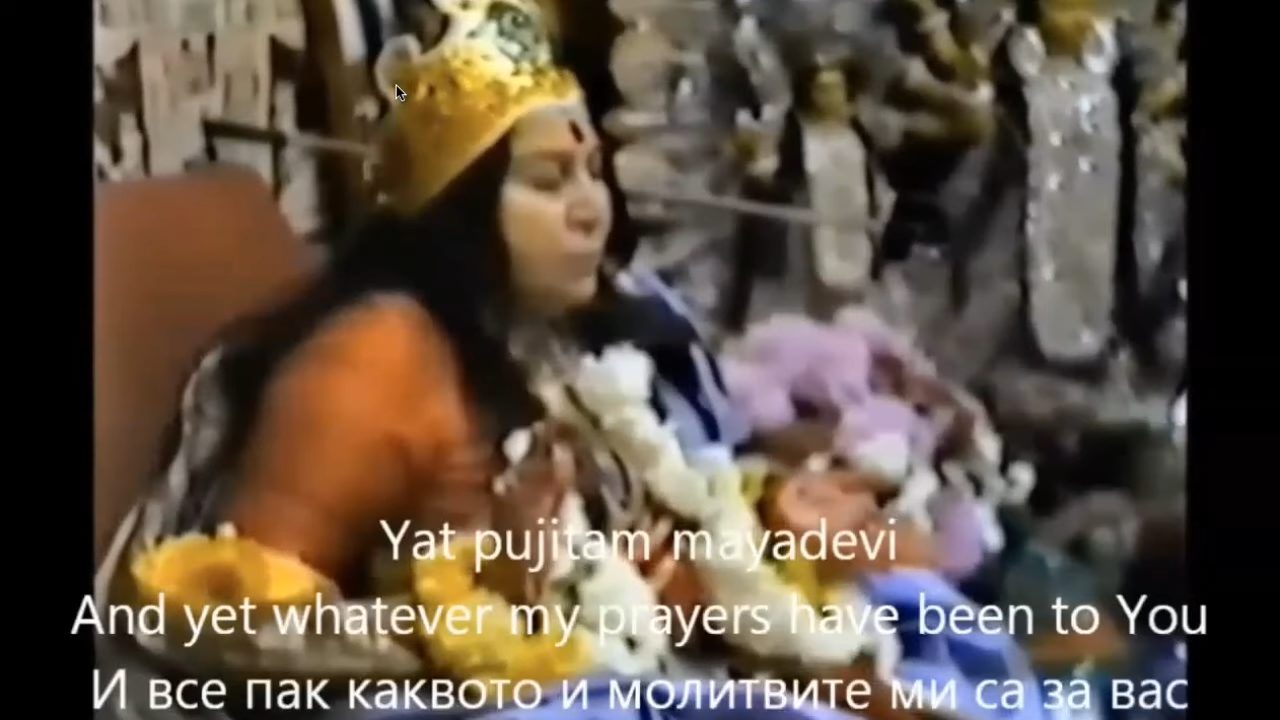 Yat pujitam mayadevi
And yet whatever my prayers have been to You
И все пак каквото и молитвите ми са за вас